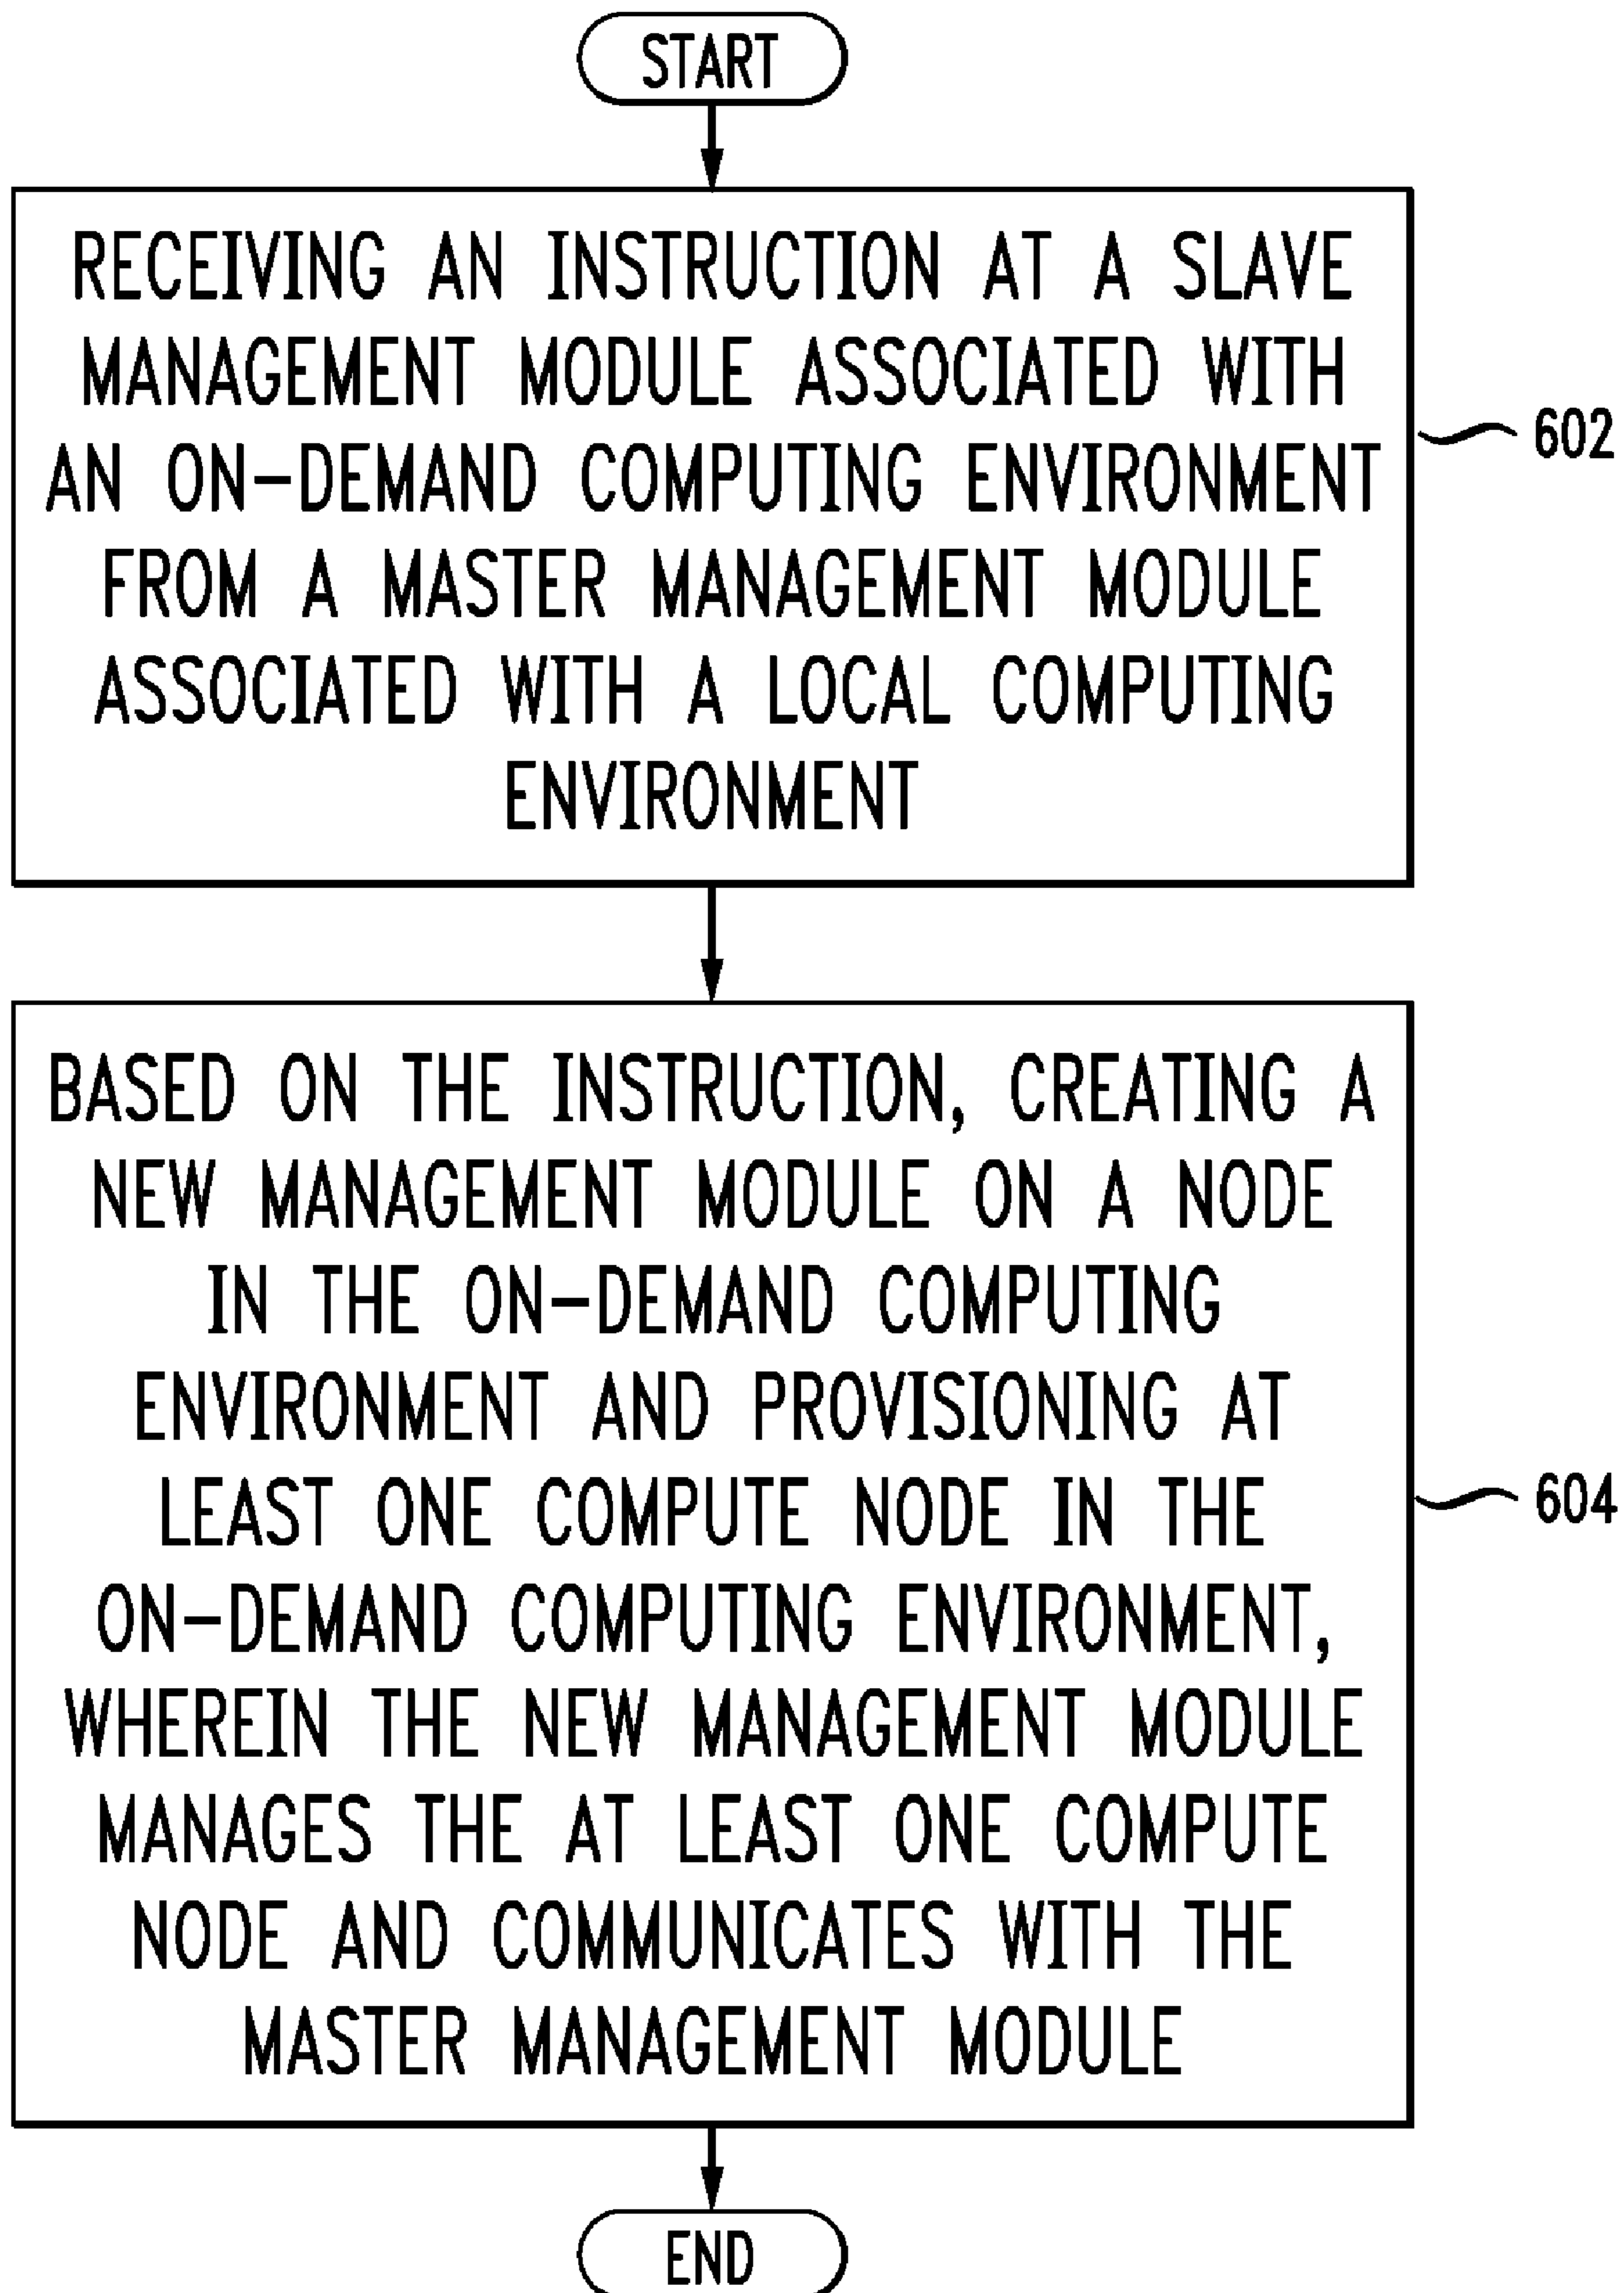 START
RECEIVING AN INSTRUCTION AT A SLAVE
MANAGEMENT MODULE ASSOCIATED WITH
AN ON-DEMAND COMPUTING ENVIRONMENT
FROM A MASTER MANAGEMENT MODULE
ASSOCIATED WITH A LOCAL COMPUTING
ENVIRONMENT
602
BASED ON THE INSTRUCTION, CREATING A
NEW MANAGEMENT MODULE ON A NODE
IN THE ON-DEMAND COMPUTING
ENVIRONMENT AND PROVISIONING AT
LEAST ONE COMPUTE NODE IN THE
ON-DEMAND COMPUTING ENVIRONMENT,
WHEREIN THE NEW MANAGEMENT MODULE
MANAGES THE AT LEAST ONE COMPUTE
NODE AND COMMUNICATES WITH THE
MASTER MANAGEMENT MODULE
604
END